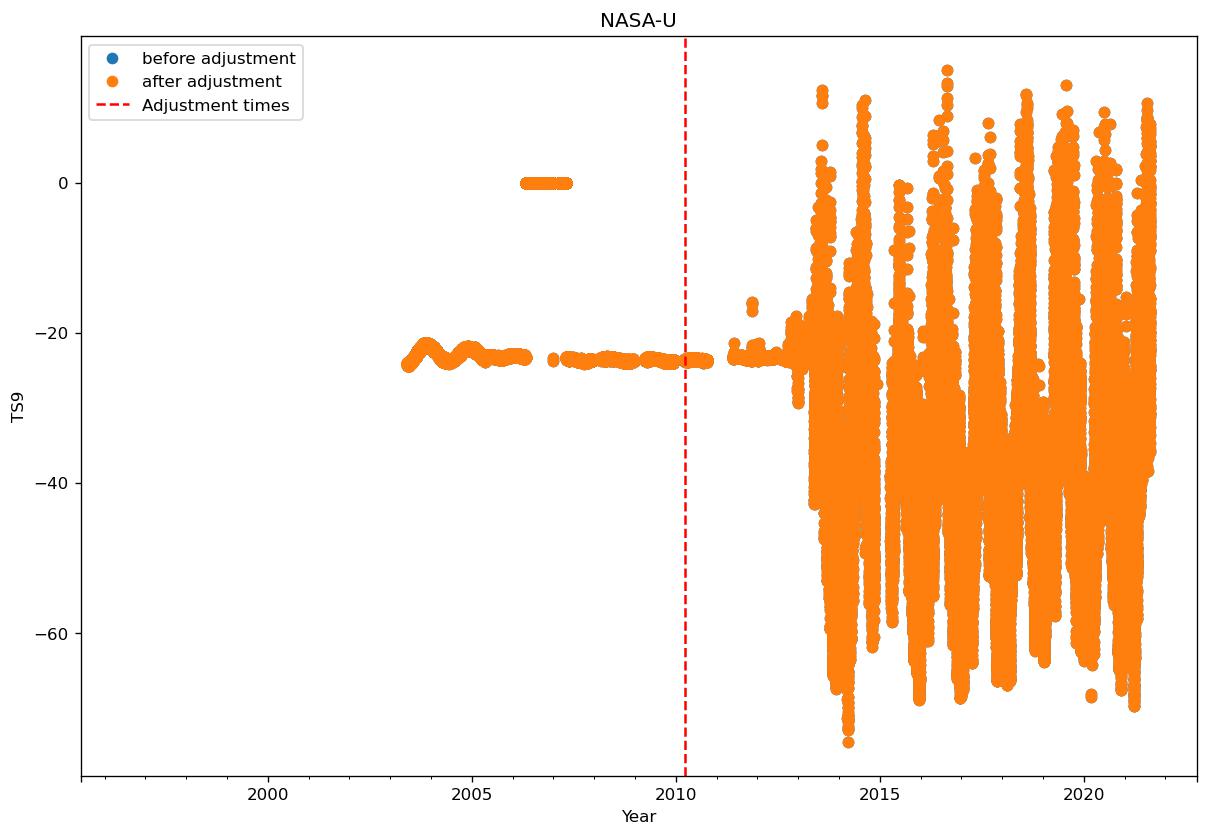 NASA-U
before adjustment
after adjustment
Adjustment times
TS9
0
−20
−40
−60
2000
2005
2010
2015
2020
Year